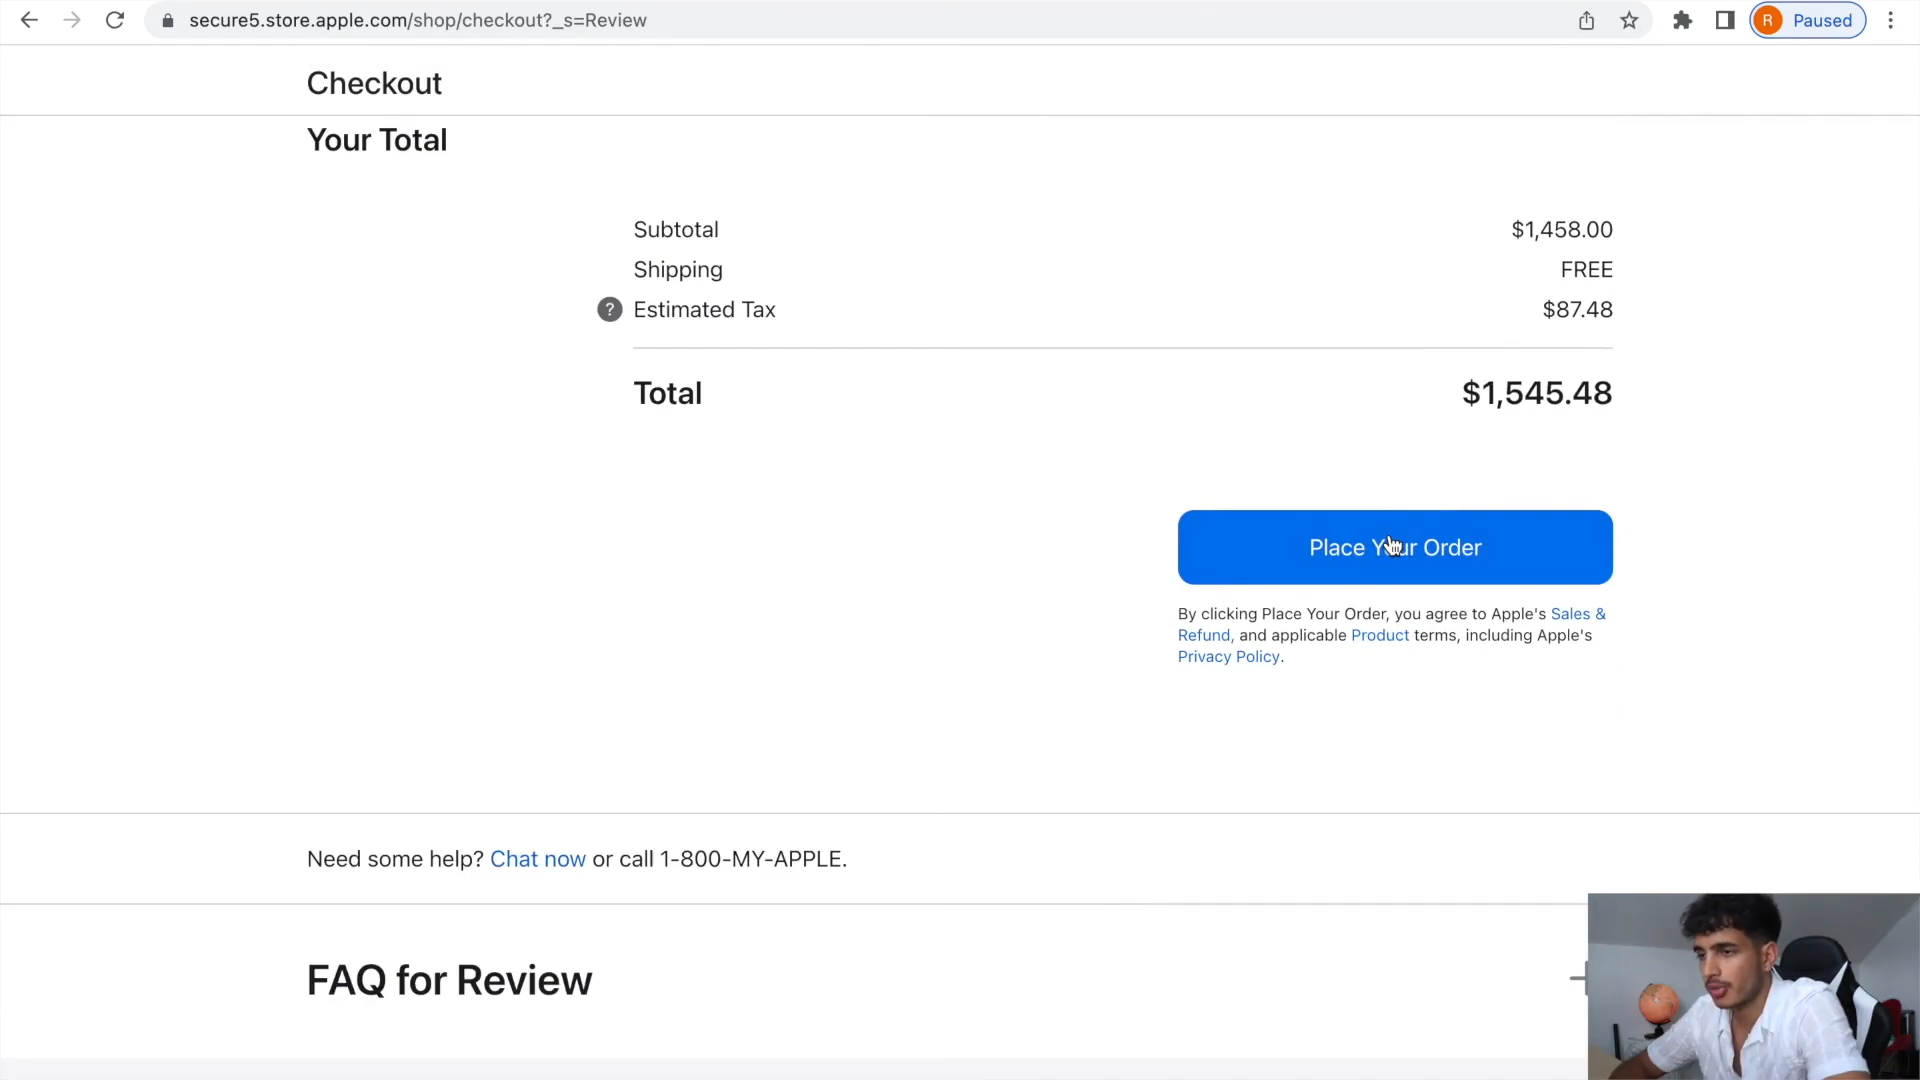 secure5.store.apple.com/shop/checkout?_s=Review
R Paused
Checkout
Your Total
Subtotal $1,458.00
Shipping FREE
? Estimated Tax $87.48
Total $1,545.48
Place Your Order
By clicking Place Your Order, you agree to Apple's Sales &
Refund, and applicable Product terms, including Apple's
Privacy Policy.
Need some help? Chat now or call 1-800-MY-APPLE.
FAQ for Review